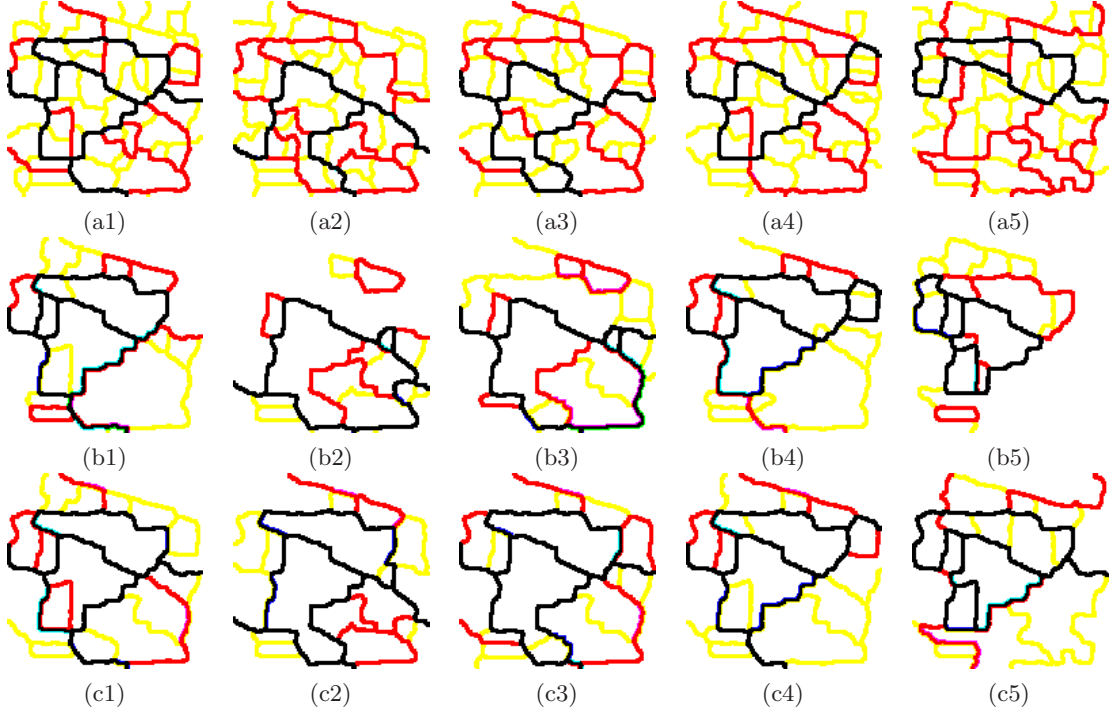 (a1) (a2) (a3) (a4) (a5)
(b1) (b2) (b3) (b4) (b5)
(c1) (c2) (c3) (c4) (c5)